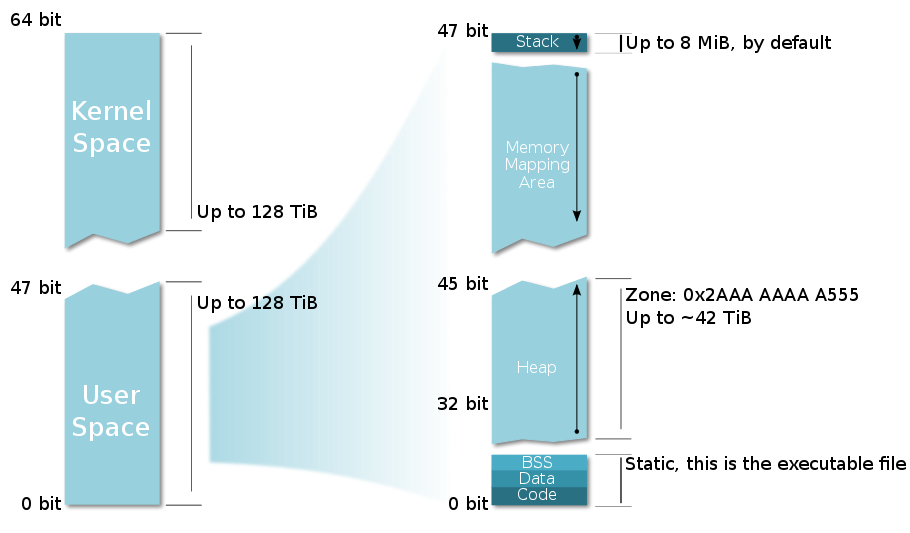 64 bit
Kernel
Space
Up to 128 TiB
47 bit
Up to 128 TiB
User
Space
0 bit
47 bit
Stack
Up to 8 MiB, by default
Memory
Mapping
Area
45 bit
Zone: 0x2AAA AAAA A555
Up to ~42 TiB
Heap
32 bit
BSS
Static, this is the executable file
Data
Code
0 bit